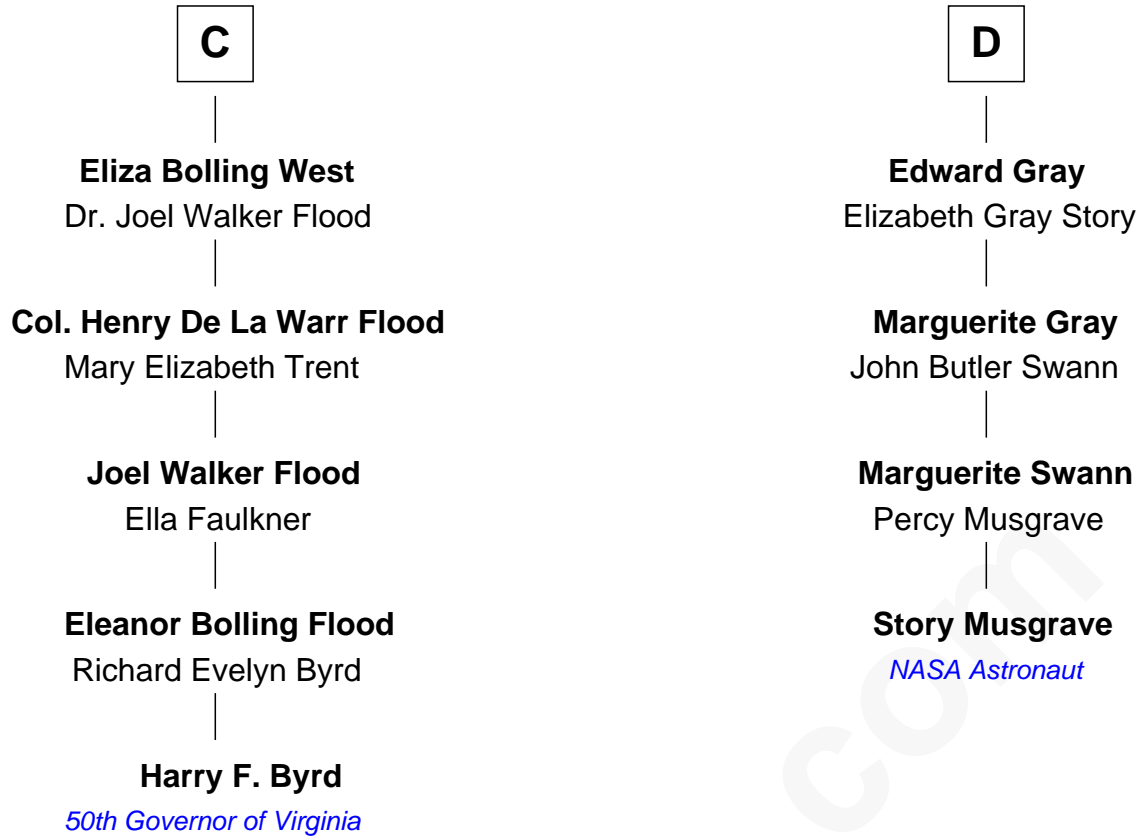 C
Eliza Bolling West
Dr. Joel Walker Flood
Col. Henry De La Warr Flood
Mary Elizabeth Trent
Joel Walker Flood
Ella Faulkner
Eleanor Bolling Flood
Richard Evelyn Byrd
Harry F. Byrd
50th Governor of Virginia
D
Edward Gray
Elizabeth Gray Story
Marguerite Gray
John Butler Swann
Marguerite Swann
Percy Musgrave
Story Musgrave
NASA Astronaut
com